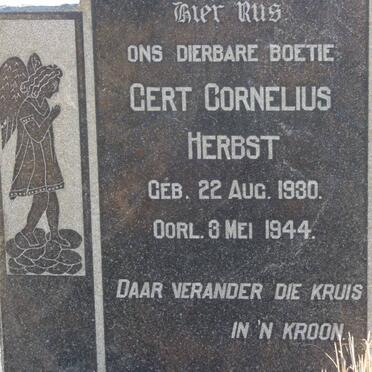 Hier Rus
ONS DIERBARE BOETIE
GERT CORNELIUS
HERBST
GEB. 22 AUG. 1930.
OORL. 3 MEI 1944.
DAAR VERANDER DIE KRUIS
IN 'N KROON